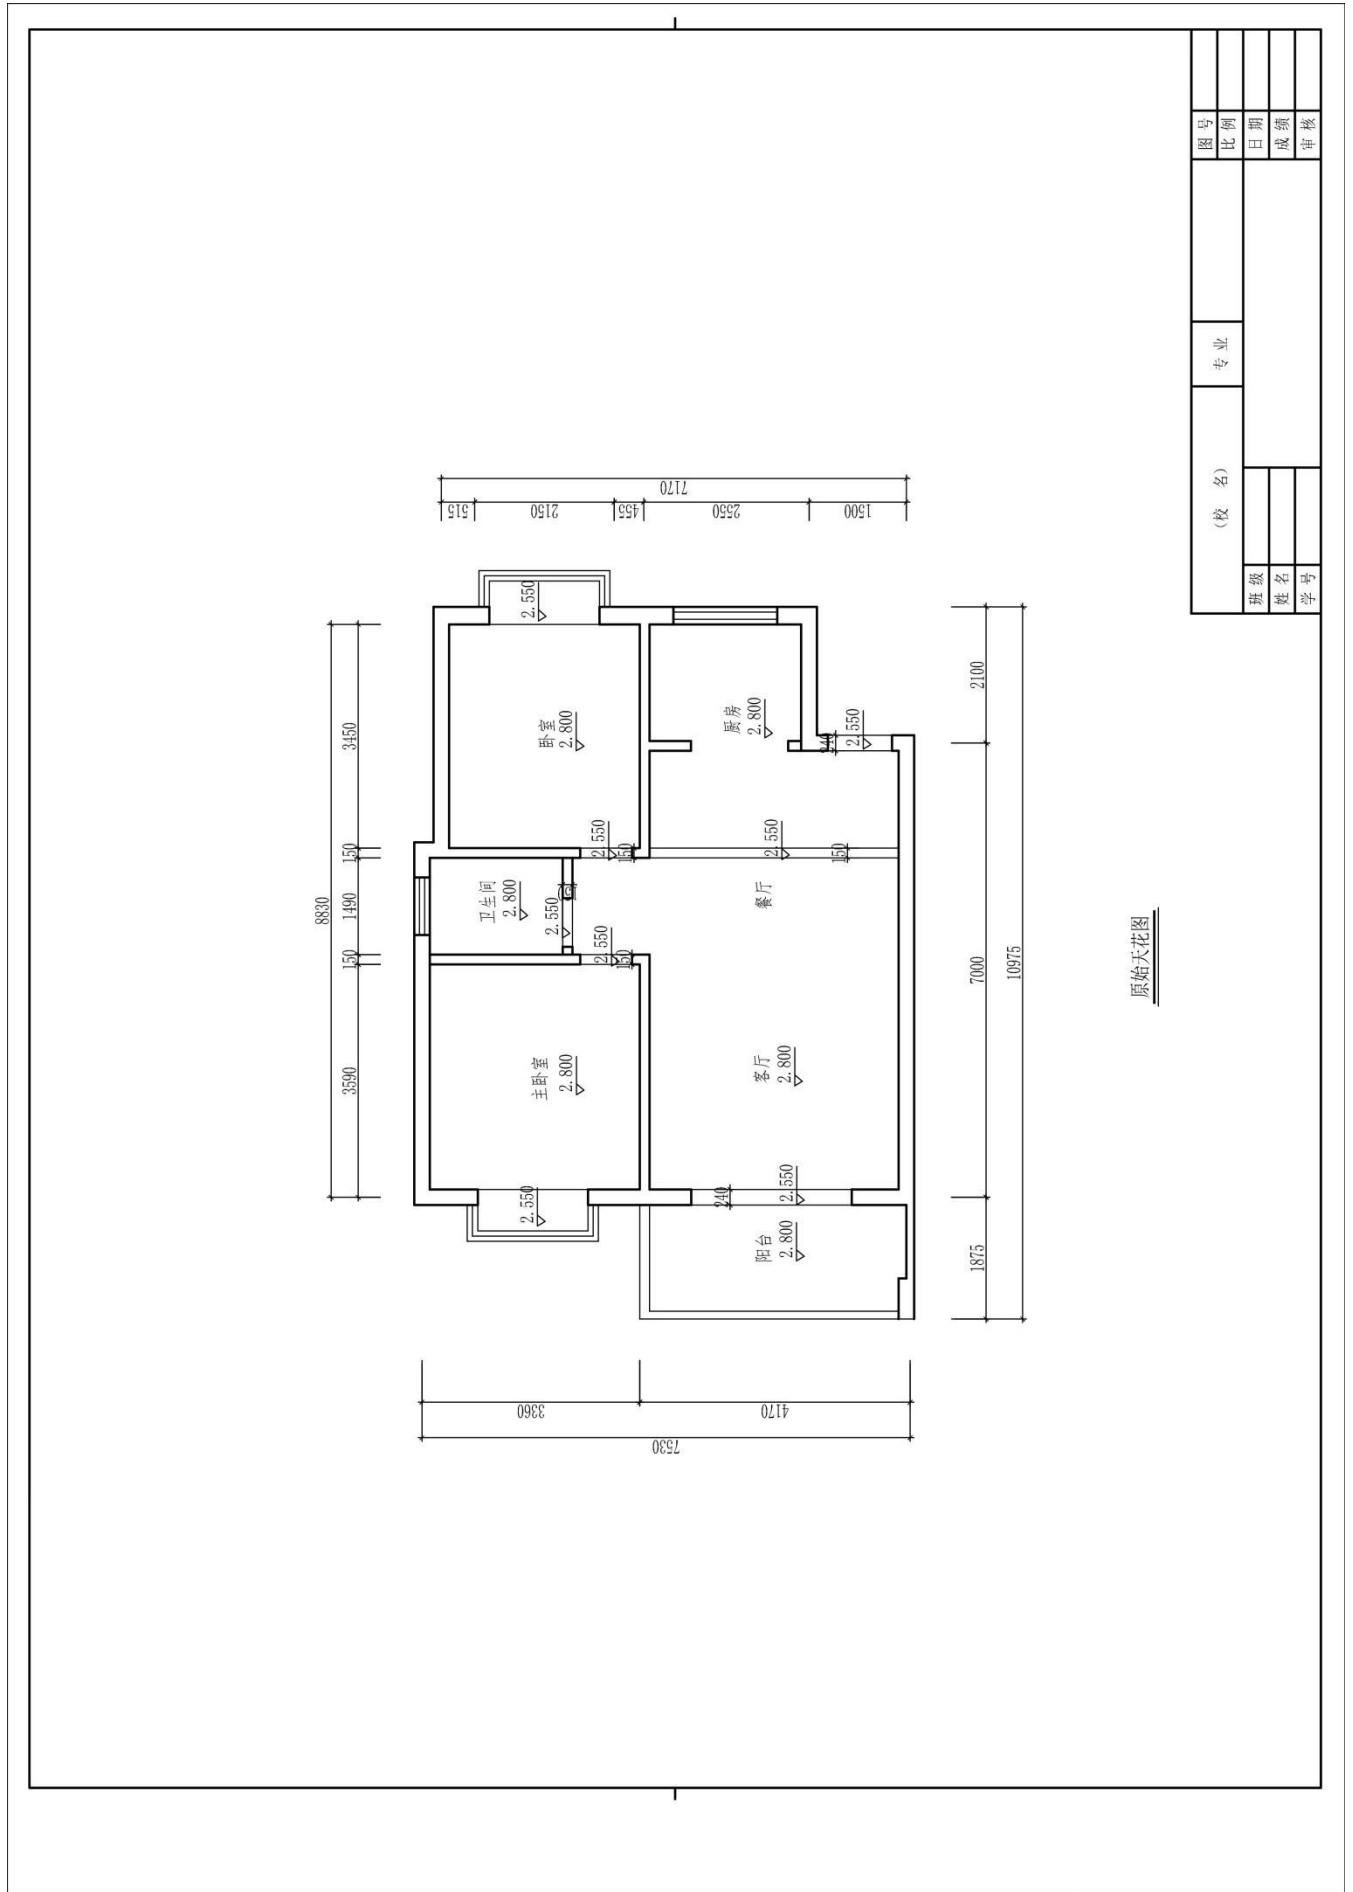 8830
3590
150
1490
150
3450
7530
3360
4170
7170
515
2150
455
2550
1500
2.550
2.550
主卧室
2.800
卫生间
2.800
卧室
2.800
2.550
2.550
150
2.550
150
阳台
2.800
240
2.550
客厅
2.800
餐厅
2.550
150
厨房
2.800
240
2.550
1875
7000
2100
10975
原始天花图
(校 名)
专 业
图 号
比 例
班 级
日 期
姓 名
成 绩
学 号
审 核